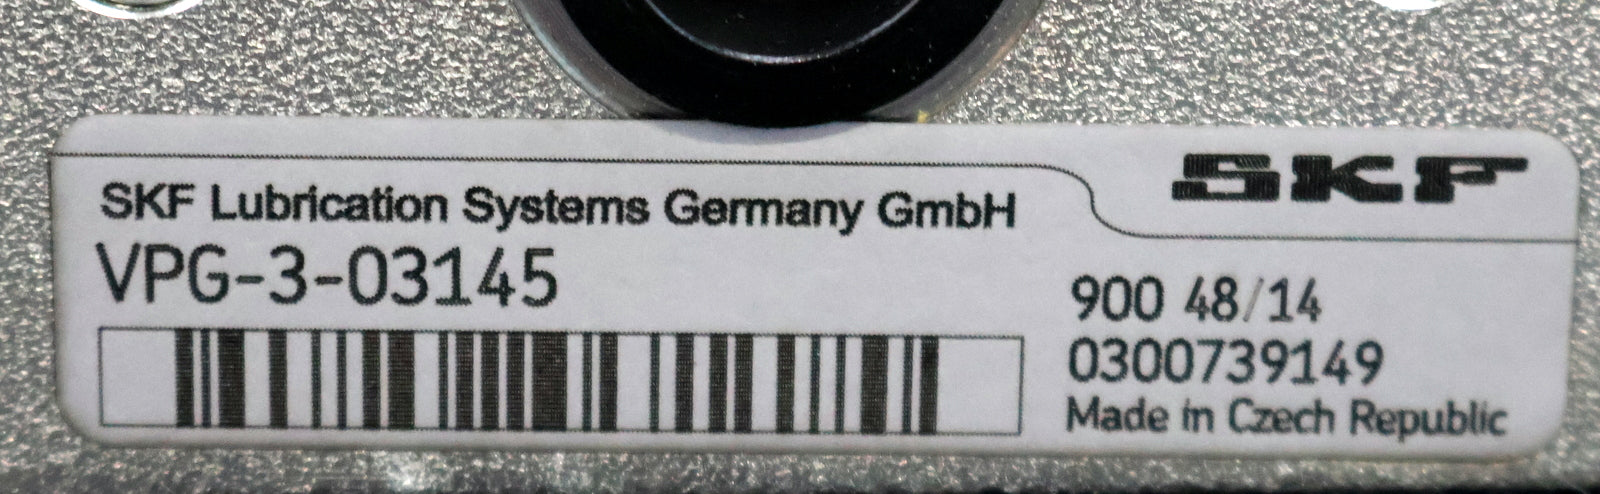 SKF
SKF Lubrication Systems Germany GmbH
VPG-3-03145
900 48/14
0300739149
Made in Czech Republic